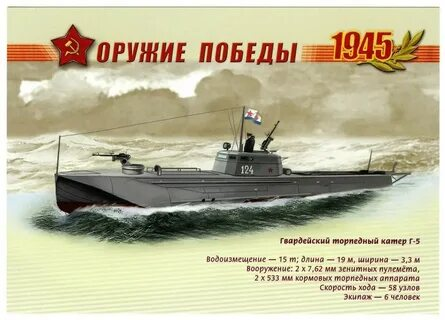 ОРУЖИЕ ПОБЕДЫ
1945
124
Гвардейский торпедный катер Г-5
Водоизмещение — 15 т; длина — 19 м, ширина — 3,3 м
Вооружение: 2 х 7,62 мм зенитных пулемёта,
2 х 533 мм кормовых торпедных аппарата
Скорость хода — 58 узлов
Экипаж — 6 человек